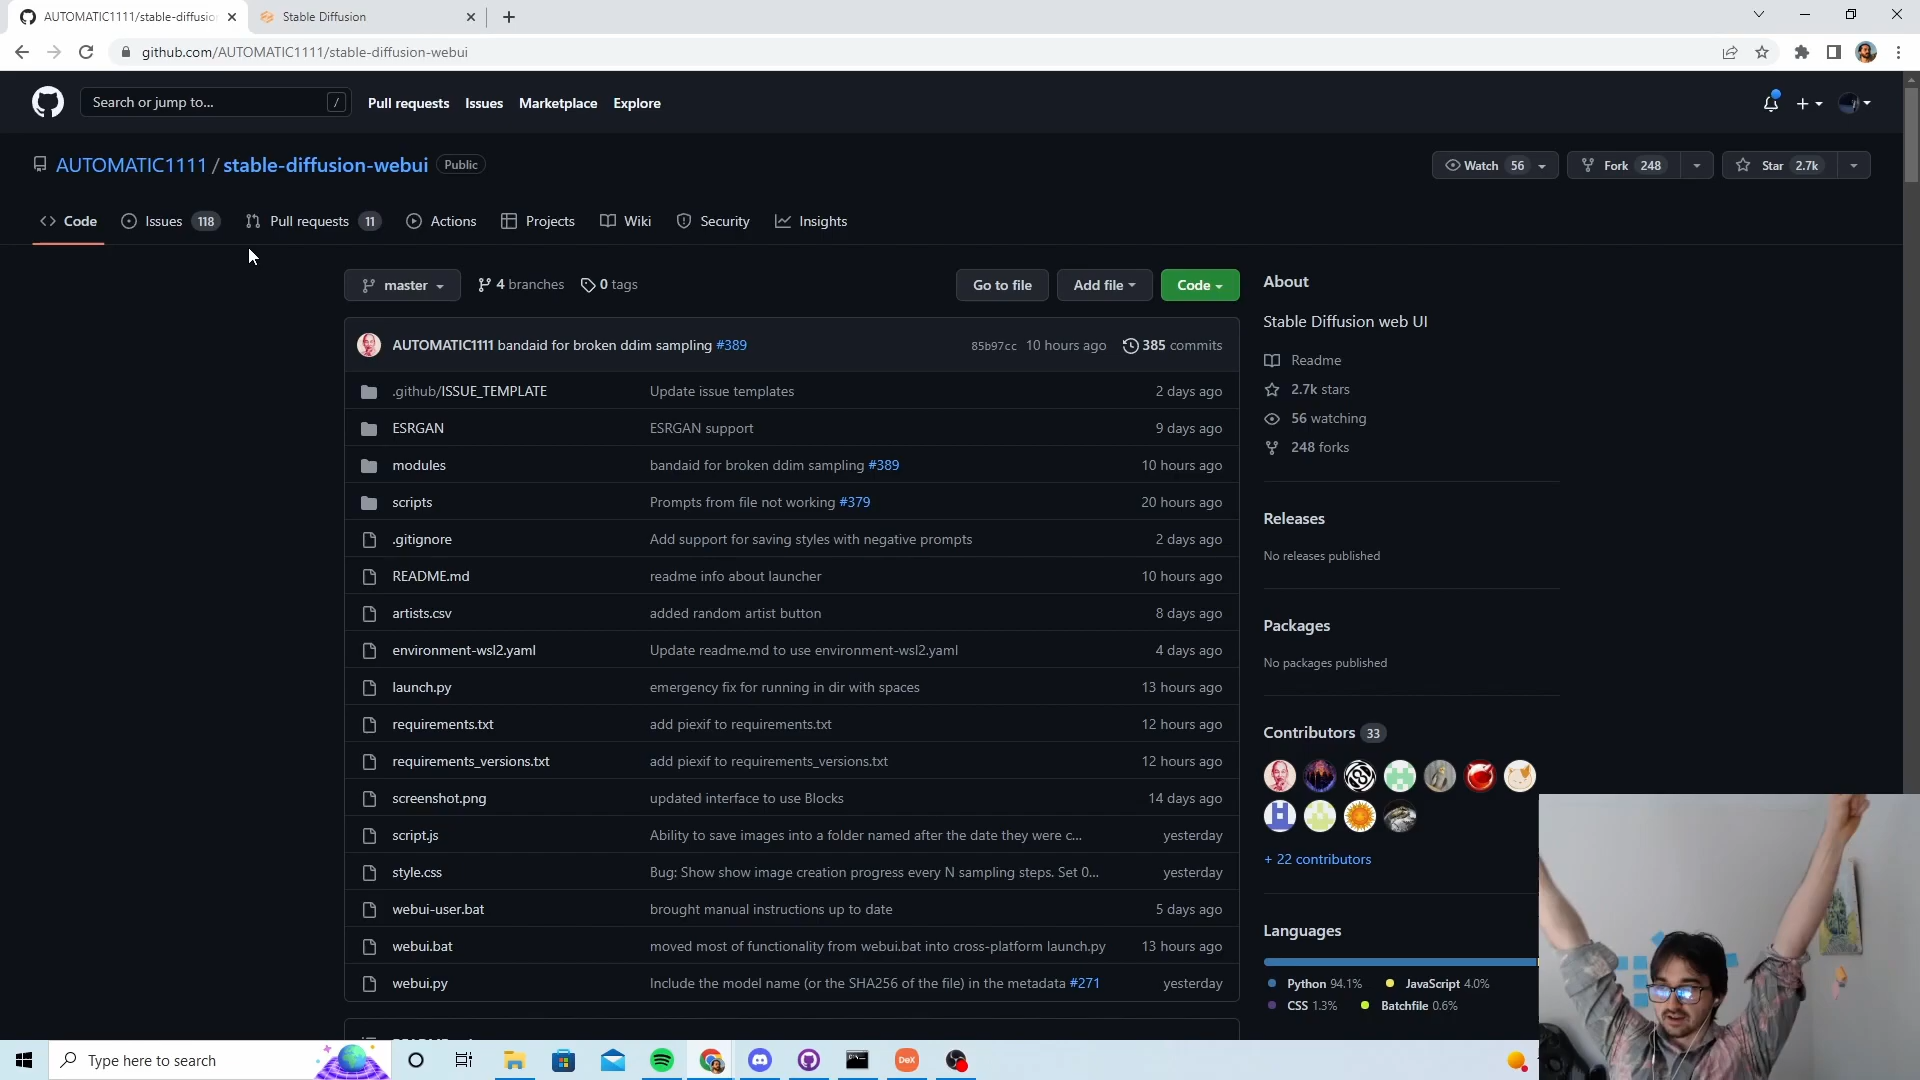 AUTOMATIC1111/stable-diffusion
Stable Diffusion
github.com/AUTOMATIC1111/stable-diffusion-webui
Search or jump to... /
Pull requests Issues Marketplace Explore
AUTOMATIC1111 / stable-diffusion-webui Public
Watch 56 Fork 248 Star 2.7k
Code Issues 118 Pull requests 11 Actions Projects Wiki Security Insights
master 4 branches 0 tags Go to file Add file Code
AUTOMATIC1111 bandaid for broken ddim sampling #389 85b97cc 10 hours ago 385 commits
.github/ISSUE_TEMPLATE Update issue templates 2 days ago
ESRGAN ESRGAN support 9 days ago
modules bandaid for broken ddim sampling #389 10 hours ago
scripts Prompts from file not working #379 20 hours ago
.gitignore Add support for saving styles with negative prompts 2 days ago
README.md readme info about launcher 10 hours ago
artists.csv added random artist button 8 days ago
environment-wsl2.yaml Update readme.md to use environment-wsl2.yaml 4 days ago
launch.py emergency fix for running in dir with spaces 13 hours ago
requirements.txt add piexif to requirements.txt 12 hours ago
requirements_versions.txt add piexif to requirements_versions.txt 12 hours ago
screenshot.png updated interface to use Blocks 14 days ago
script.js Ability to save images into a folder named after the date they were c... yesterday
style.css Bug: Show show image creation progress every N sampling steps. Set 0... yesterday
webui-user.bat brought manual instructions up to date 5 days ago
webui.bat moved most of functionality from webui.bat into cross-platform launch.py 13 hours ago
webui.py Include the model name (or the SHA256 of the file) in the metadata #271 yesterday
About
Stable Diffusion web UI
Readme
2.7k stars
56 watching
248 forks
Releases
No releases published
Packages
No packages published
Contributors 33
+ 22 contributors
Languages
Python 94.1% JavaScript 4.0%
CSS 1.3% Batchfile 0.6%
Type here to search
DeX